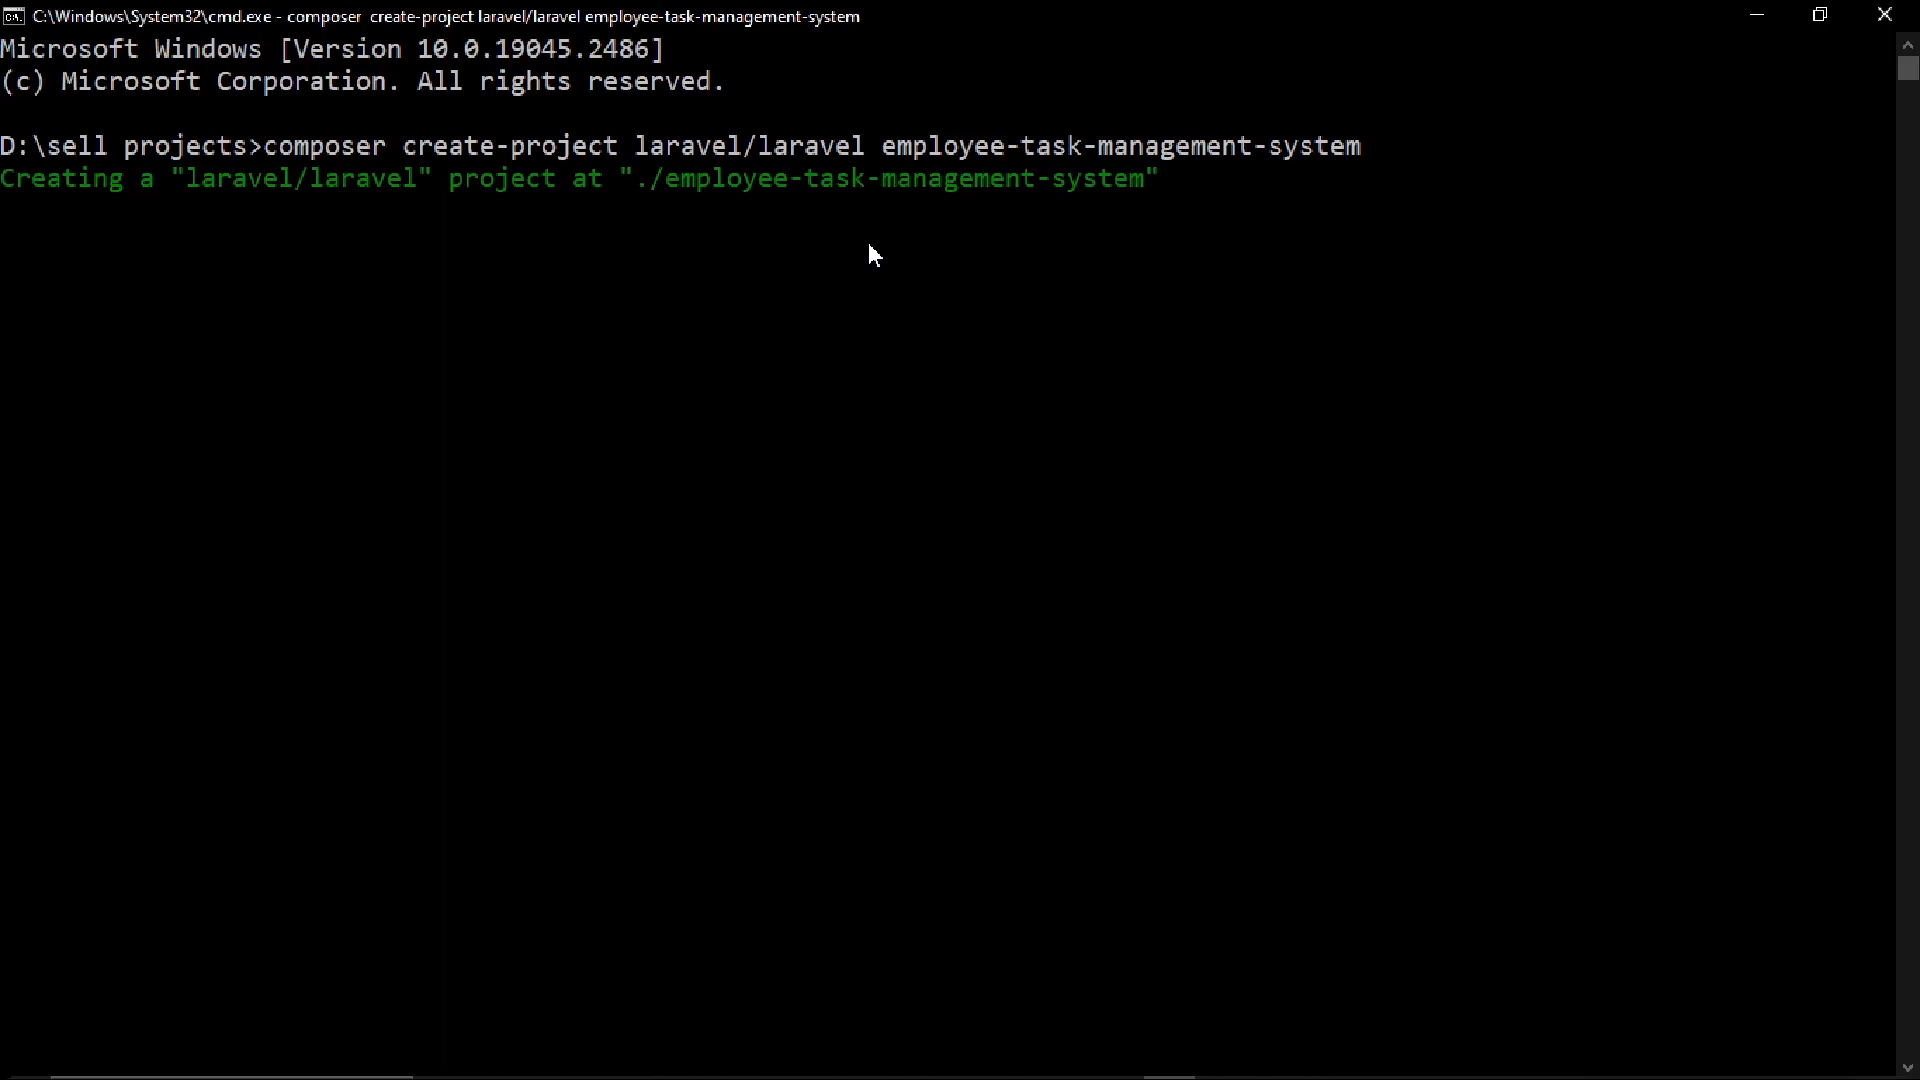 C:\Windows\System32\cmd.exe - composer  create-project laravel/laravel employee-task-management-system
Microsoft Windows [Version 10.0.19045.2486]
(c) Microsoft Corporation. All rights reserved.
D:\sell projects>composer create-project laravel/laravel employee-task-management-system
Creating a "laravel/laravel" project at "./employee-task-management-system"